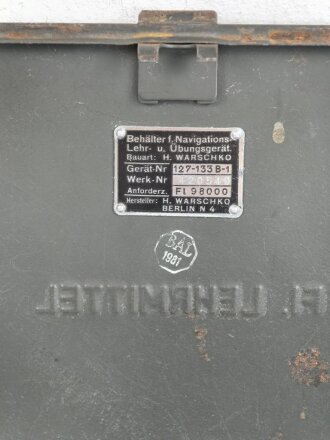 Behälter f. Navigations-
Lehr- u. Übungsgerät.
Bauart: H. WARSCHKO
Gerät-Nr 127-133 B-1
Werk-Nr
Anforderz. Fl 98000
Hersteller: H. WARSCHKO
BERLIN N 4
BAL
1981
LEHRMITTEL